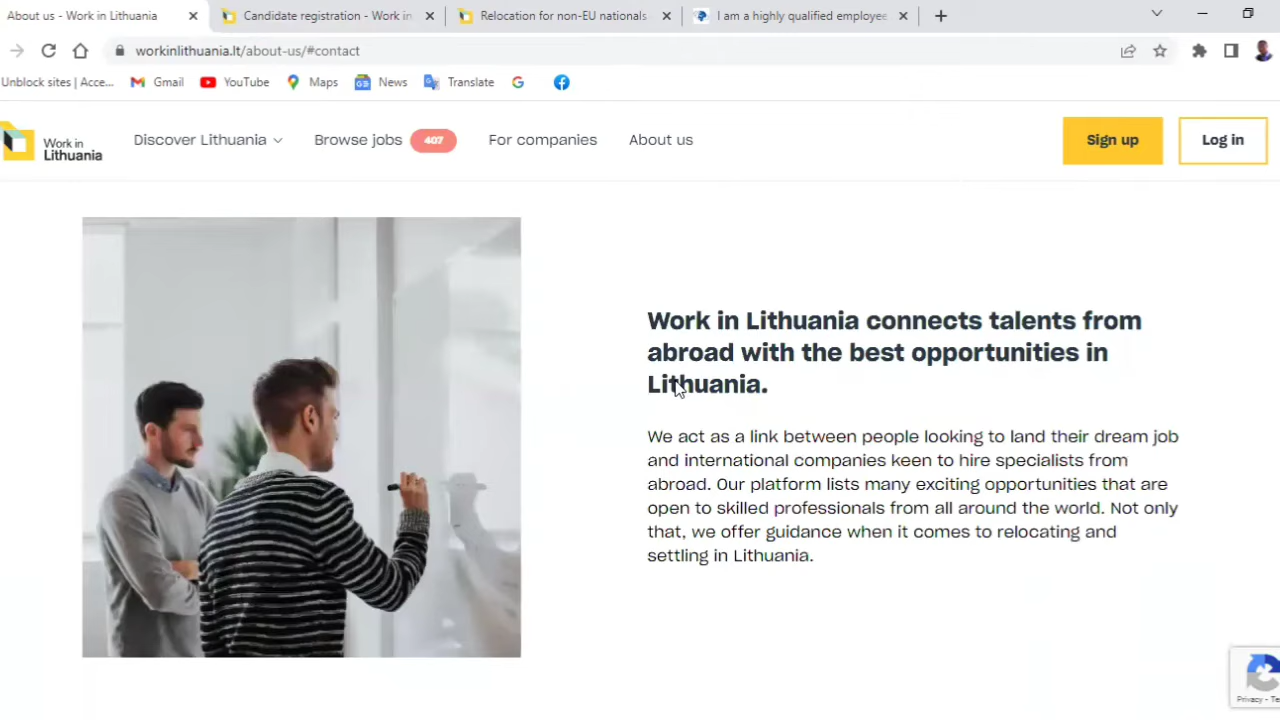 About us - Work in Lithuania
Candidate registration - Work in
Relocation for non-EU nationals
I am a highly qualified employee
workinlithuania.lt/about-us/#contact
Unblock sites | Acce...
Gmail
YouTube
Maps
News
Translate
Work in
Lithuania
Discover Lithuania
Browse jobs
407
For companies
About us
Sign up
Log in
Work in Lithuania connects talents from
abroad with the best opportunities in
Lithuania.
We act as a link between people looking to land their dream job
and international companies keen to hire specialists from
abroad. Our platform lists many exciting opportunities that are
open to skilled professionals from all around the world. Not only
that, we offer guidance when it comes to relocating and
settling in Lithuania.
Privacy - Te